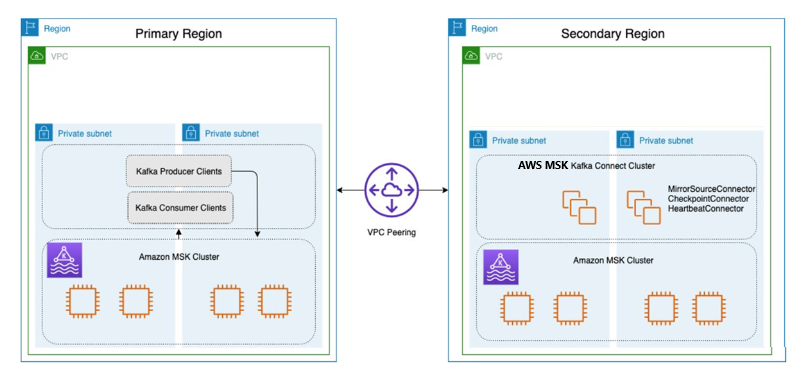 Region
Primary Region
VPC
Private subnet
Private subnet
Kafka Producer Clients
Kafka Consumer Clients
Amazon MSK Cluster
K
VPC Peering
Region
Secondary Region
VPC
Private subnet
Private subnet
AWS MSK Kafka Connect Cluster
MirrorSourceConnector
CheckpointConnector
HeartbeatConnector
Amazon MSK Cluster
K